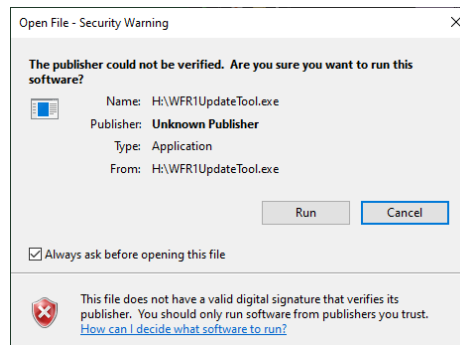 Open File - Security Warning
The publisher could not be verified.  Are you sure you want to run this
software?
Name: H:\WFR1UpdateTool.exe
Publisher: Unknown Publisher
Type: Application
From: H:\WFR1UpdateTool.exe
Run Cancel
Always ask before opening this file
This file does not have a valid digital signature that verifies its
publisher.  You should only run software from publishers you trust.
How can I decide what software to run?